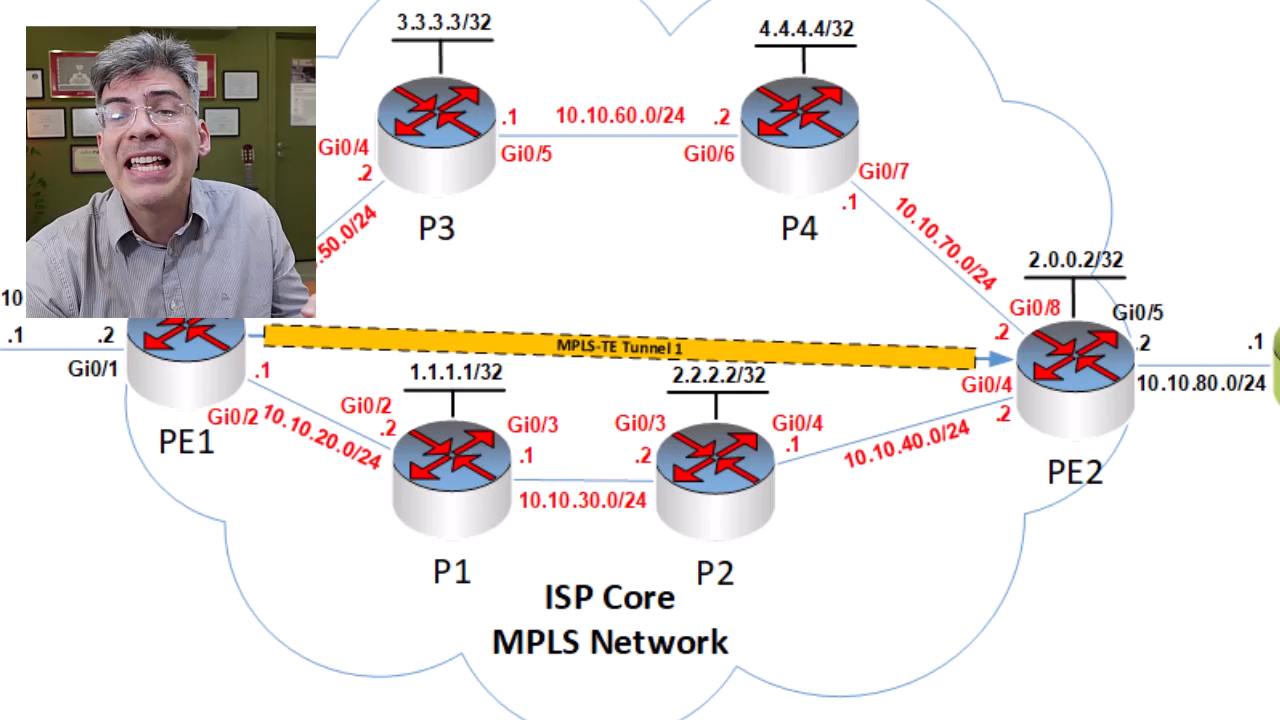 3.3.3.3/32
4.4.4.4/32
.1
10.10.60.0/24
.2
Gi0/4
.2
Gi0/5
Gi0/6
Gi0/7
.1
P3
P4
.50.0/24
10.10.70.0/24
2.0.0.2/32
10
.1
.2
Gi0/1
MPLS-TE Tunnel 1
Gi0/8
.2
Gi0/5
.2
.1
10.10.80.0/24
.1
Gi0/2
10.10.20.0/24
PE1
1.1.1.1/32
2.2.2.2/32
Gi0/2
.2
Gi0/3
.1
Gi0/3
.2
Gi0/4
.1
10.10.40.0/24
Gi0/4
.2
PE2
10.10.30.0/24
P1
P2
ISP Core
MPLS Network